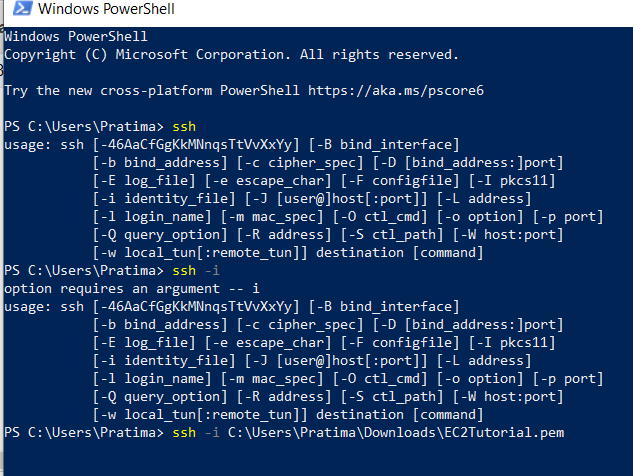 Windows PowerShell
Windows PowerShell
Copyright (C) Microsoft Corporation. All rights reserved.
Try the new cross-platform PowerShell https://aka.ms/pscore6
PS C:\Users\Pratima> ssh
usage: ssh [-46AaCfGgKkMNnqsTtVvXxYy] [-B bind_interface]
[-b bind_address] [-c cipher_spec] [-D [bind_address:]port]
[-E log_file] [-e escape_char] [-F configfile] [-I pkcs11]
[-i identity_file] [-J [user@]host[:port]] [-L address]
[-l login_name] [-m mac_spec] [-O ctl_cmd] [-o option] [-p port]
[-Q query_option] [-R address] [-S ctl_path] [-W host:port]
[-w local_tun[:remote_tun]] destination [command]
PS C:\Users\Pratima> ssh -i
option requires an argument -- i
usage: ssh [-46AaCfGgKkMNnqsTtVvXxYy] [-B bind_interface]
[-b bind_address] [-c cipher_spec] [-D [bind_address:]port]
[-E log_file] [-e escape_char] [-F configfile] [-I pkcs11]
[-i identity_file] [-J [user@]host[:port]] [-L address]
[-l login_name] [-m mac_spec] [-O ctl_cmd] [-o option] [-p port]
[-Q query_option] [-R address] [-S ctl_path] [-W host:port]
[-w local_tun[:remote_tun]] destination [command]
PS C:\Users\Pratima> ssh -i C:\Users\Pratima\Downloads\EC2Tutorial.pem